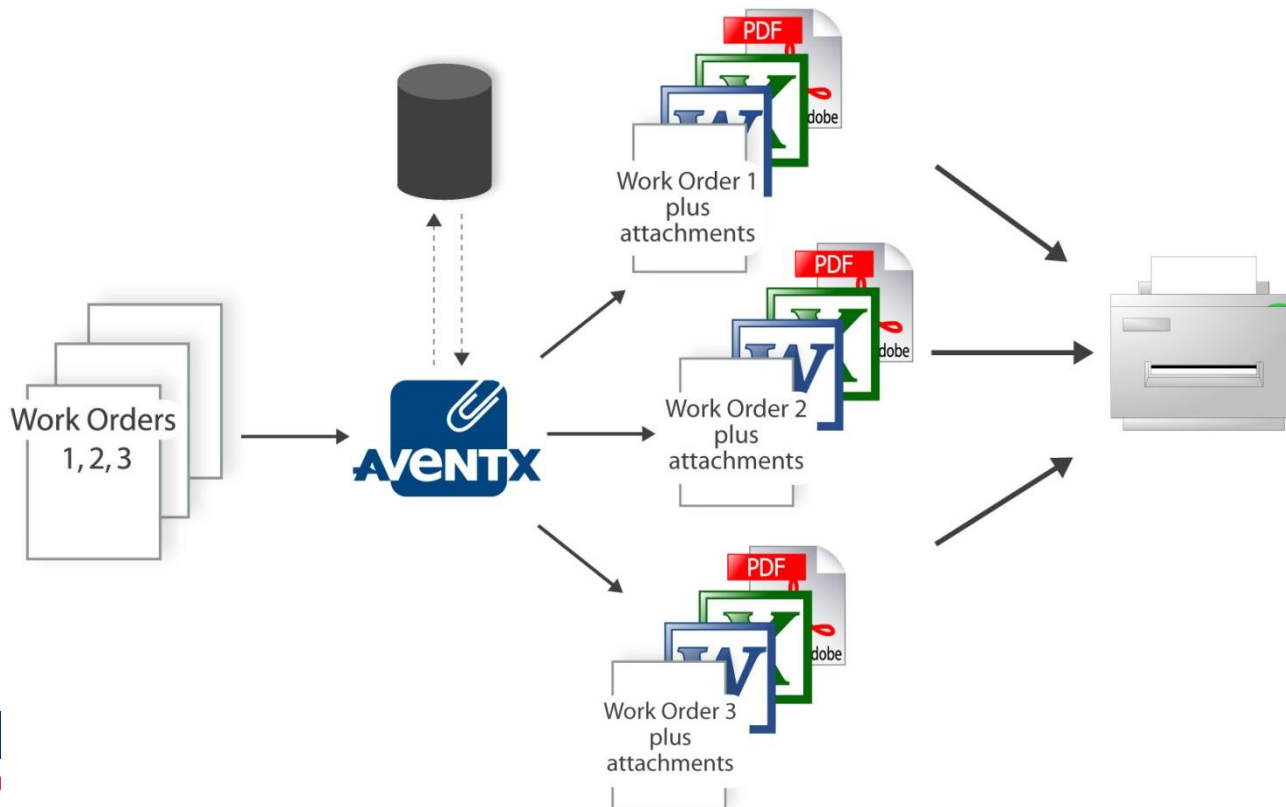 PDF
W
X
dobe
Work Order 1
plus
attachments
PDF
W
X
dobe
Work Orders
1, 2, 3
AVENTX
Work Order 2
plus
attachments
PDF
W
X
dobe
Work Order 3
plus
attachments